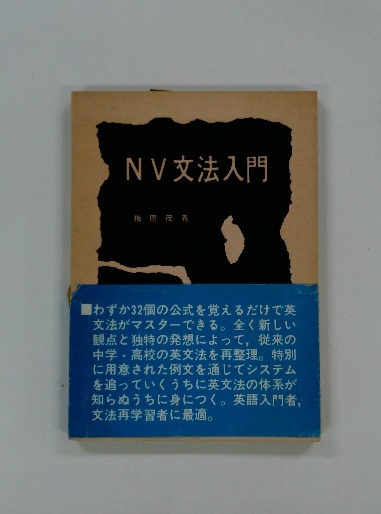 NV文法入門
梅原茂
■わずか32個の公式を覚えるだけで英
文法がマスターできる。全く新しい
観点と独特の発想によって，従来の
中学・高校の英文法を再整理。特別
に用意された例文を通じてシステム
を追っていくうちに英文法の体系が
知らぬうちに身につく。英語入門者，
文法再学習者に最適。